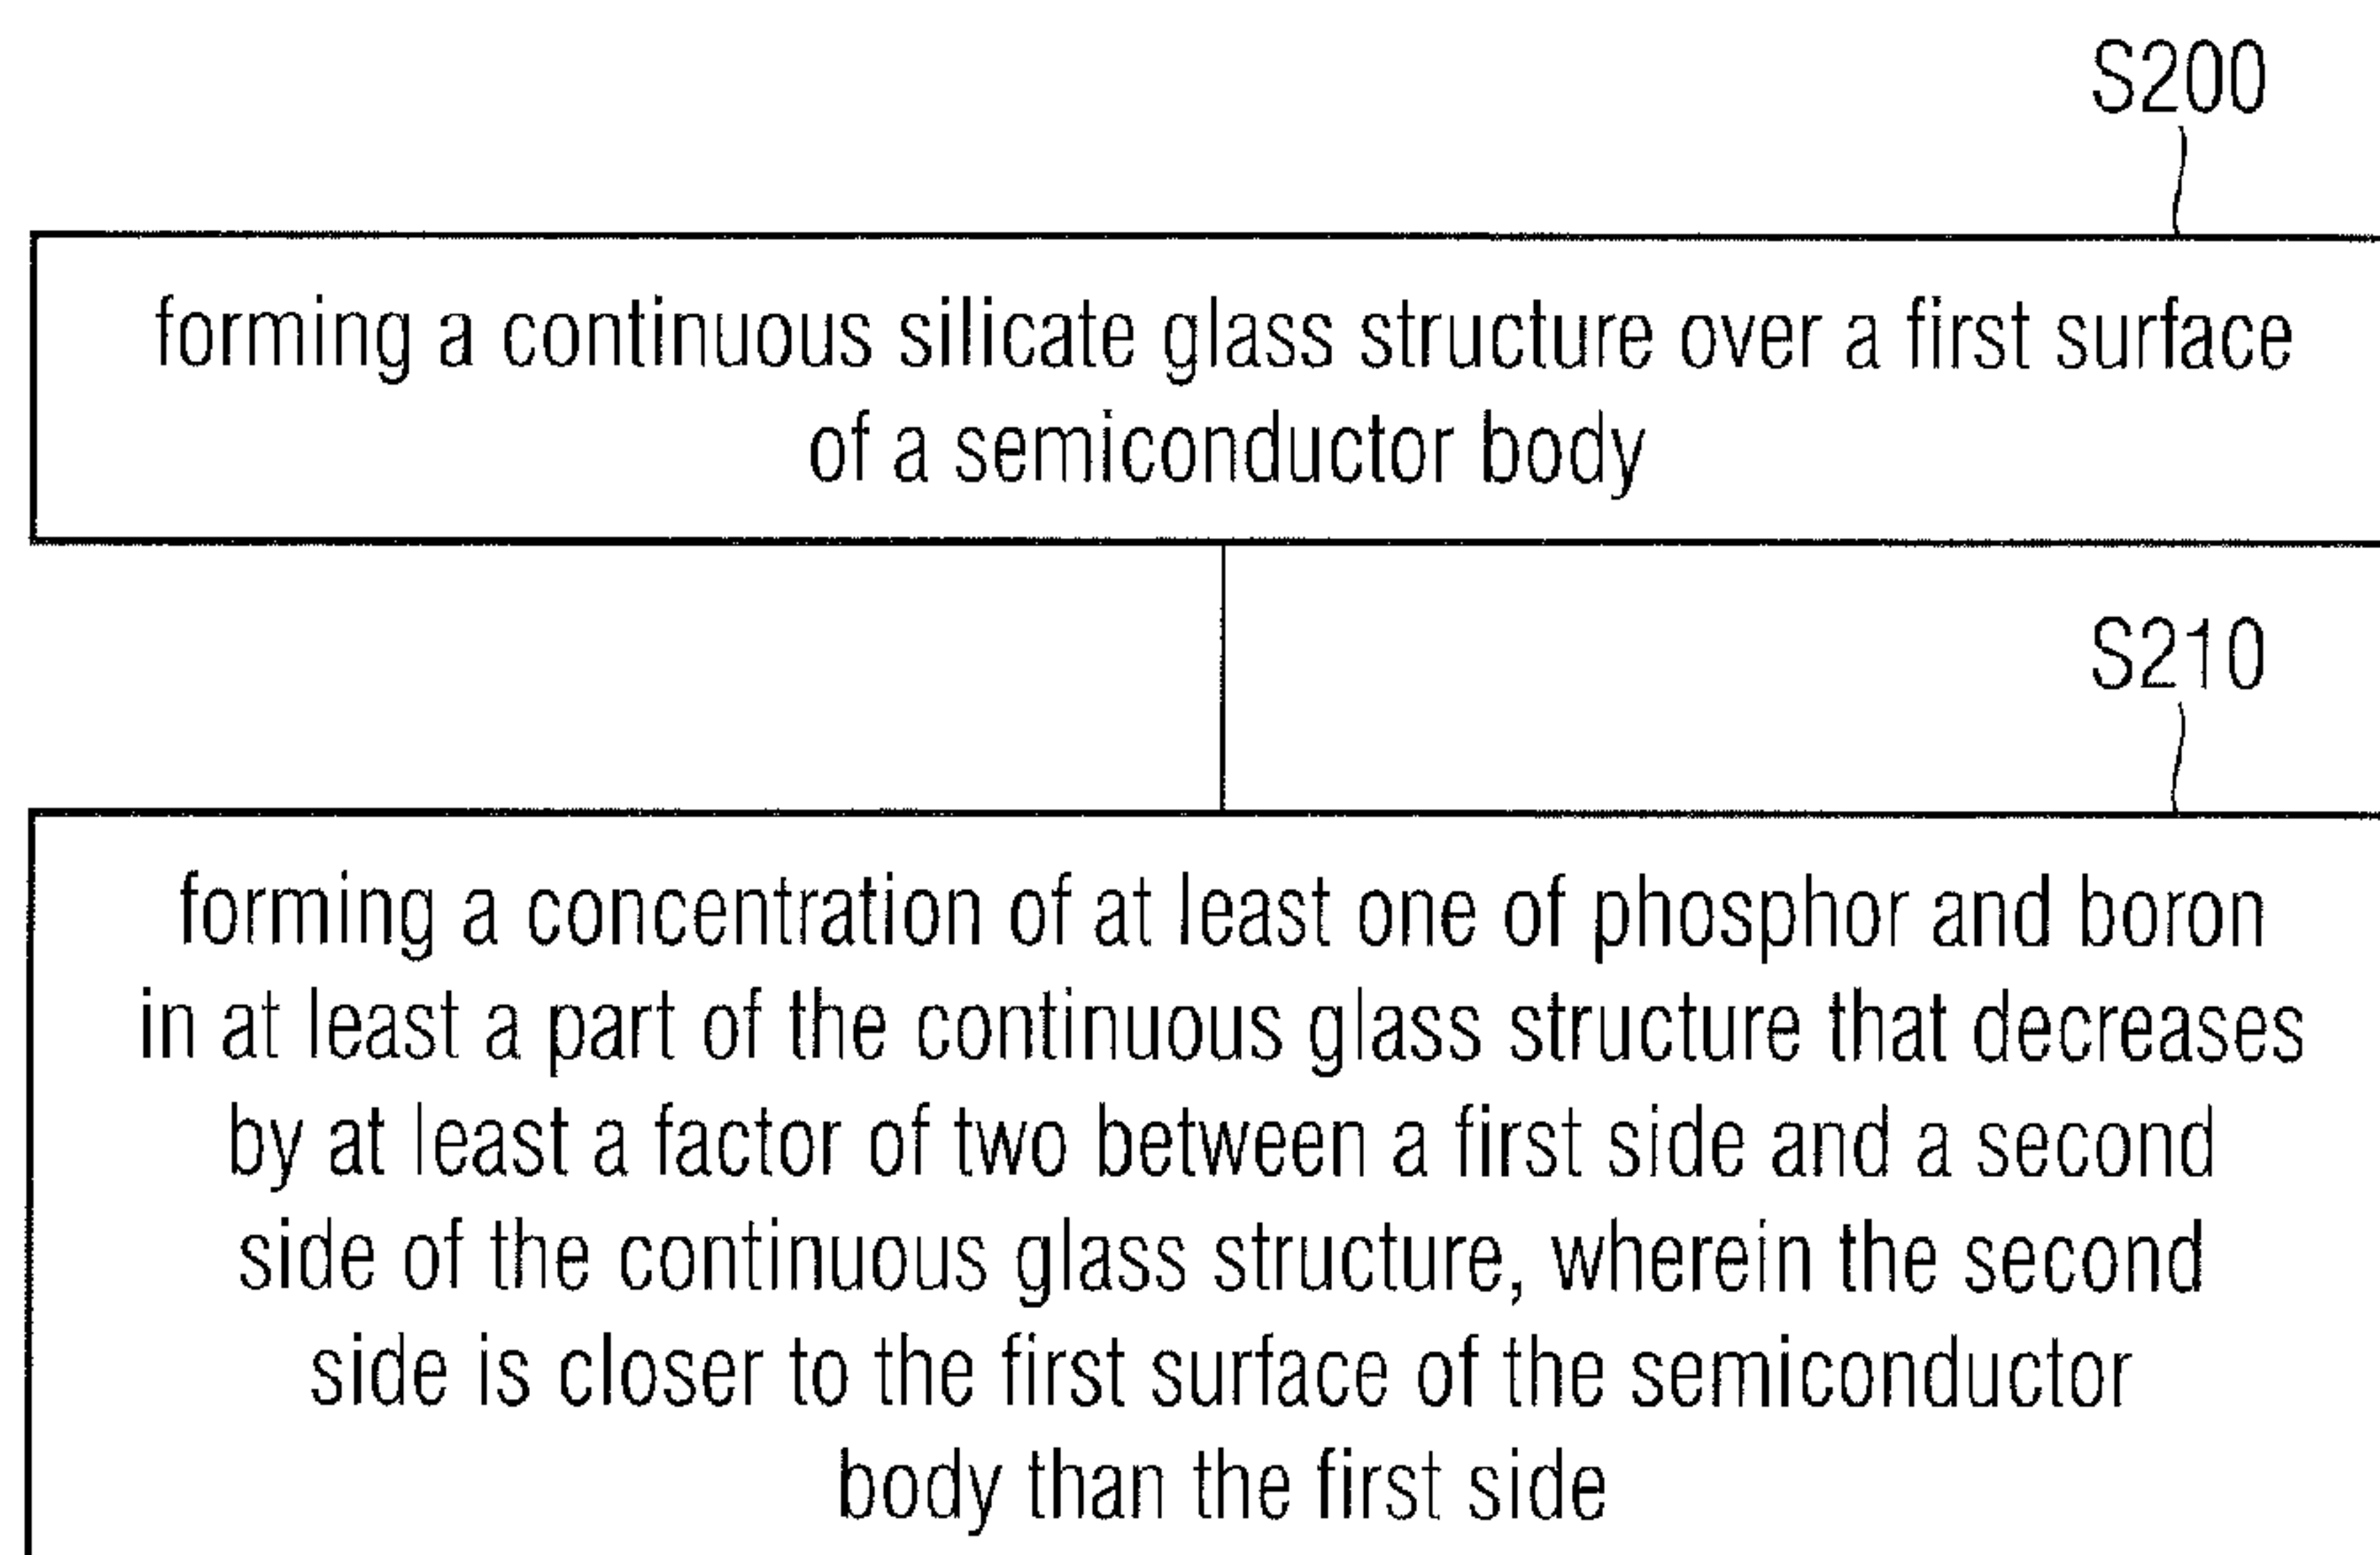 S200
forming a continuous silicate glass structure over a first surface
of a semiconductor body
S210
forming a concentration of at least one of phosphor and boron
in at least a part of the continuous glass structure that decreases
by at least a factor of two between a first side and a second
side of the continuous glass structure, wherein the second
side is closer to the first surface of the semiconductor
body than the first side